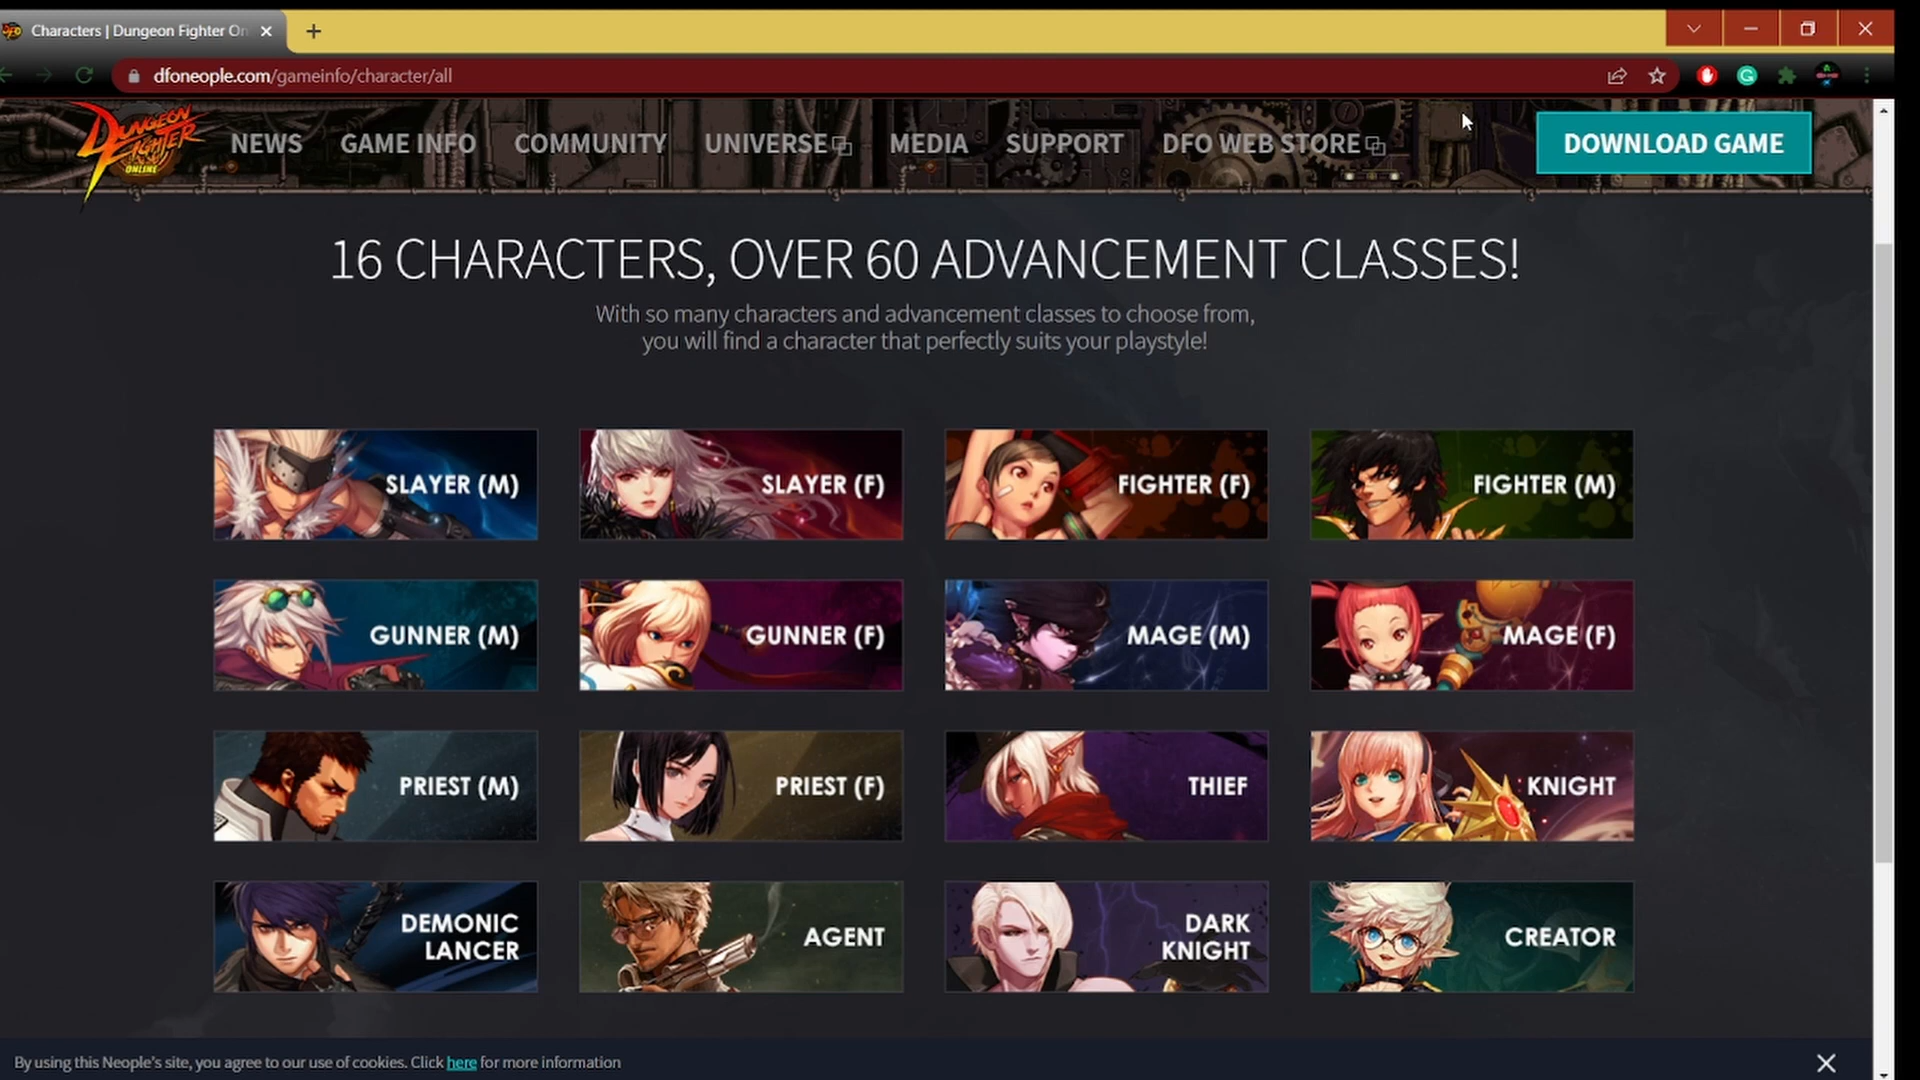 Characters | Dungeon Fighter On
dfoneople.com/gameinfo/character/all
DUNGEON
FIGHTER
ONLINE
NEWS
GAME INFO
COMMUNITY
UNIVERSE
MEDIA
SUPPORT
DFO WEB STORE
DOWNLOAD GAME
16 CHARACTERS, OVER 60 ADVANCEMENT CLASSES!
With so many characters and advancement classes to choose from,
you will find a character that perfectly suits your playstyle!
SLAYER (M)
SLAYER (F)
FIGHTER (F)
FIGHTER (M)
GUNNER (M)
GUNNER (F)
MAGE (M)
MAGE (F)
PRIEST (M)
PRIEST (F)
THIEF
KNIGHT
DEMONIC
LANCER
AGENT
DARK
KNIGHT
CREATOR
By using this Neople's site, you agree to our use of cookies. Click here for more information